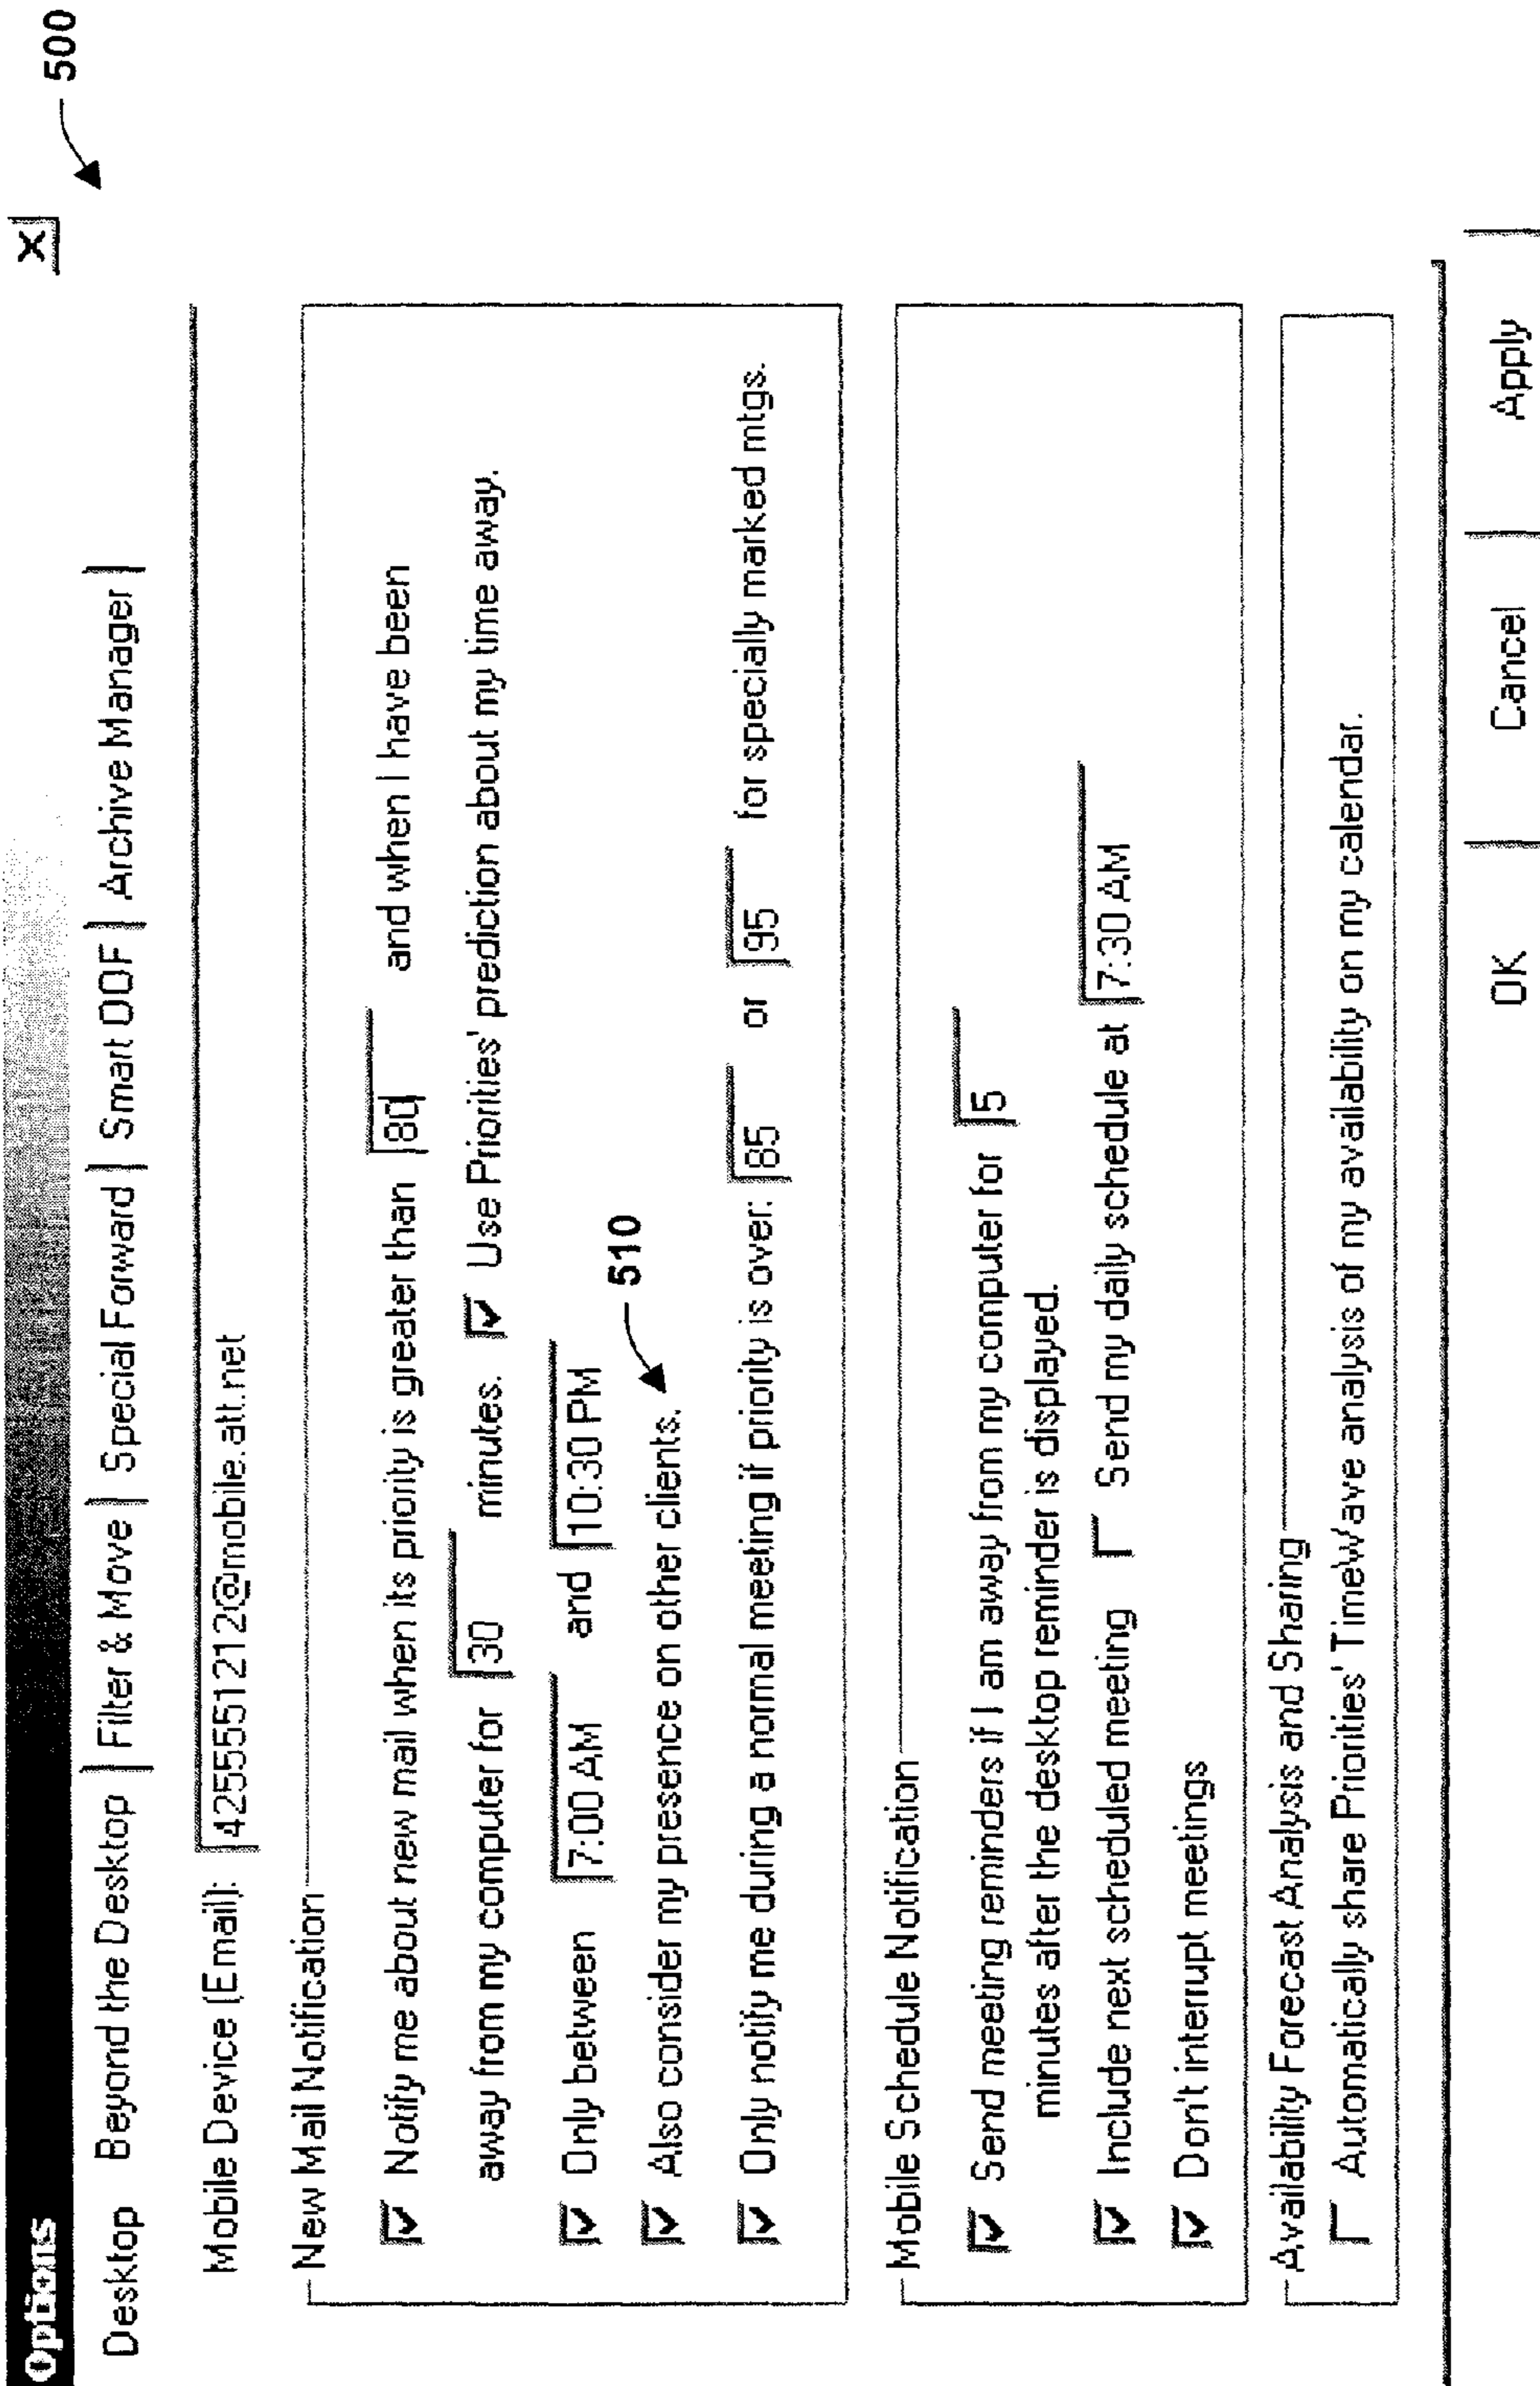 500
Options X
Desktop Beyond the Desktop Filter & Move Special Forward Smart OOF Archive Manager
Mobile Device (Email): 4255551212@mobile.att.net
New Mail Notification
Notify me about new mail when its priority is greater than 80 and when I have been
away from my computer for 30 minutes. Use Priorities' prediction about my time away.
Only between 7:00 AM and 10:30 PM
510
Also consider my presence on other clients.
Only notify me during a normal meeting if priority is over: 85 or 95 for specially marked mtgs.
Mobile Schedule Notification
Send meeting reminders if I am away from my computer for 5
minutes after the desktop reminder is displayed.
Include next scheduled meeting Send my daily schedule at 7:30 AM
Don't interrupt meetings
Availability Forecast Analysis and Sharing
Automatically share Priorities' TimeWave analysis of my availability on my calendar.
OK Cancel Apply